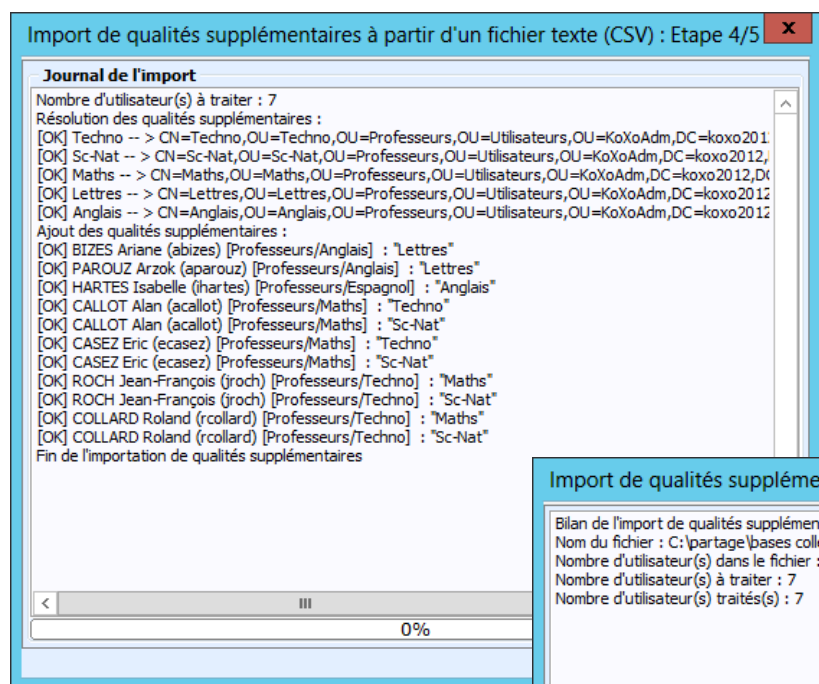 Import de qualités supplémentaires à partir d'un fichier texte (CSV) : Etape 4/5
x
Journal de l'import
Nombre d'utilisateur(s) à traiter : 7
Résolution des qualités supplémentaires :
[OK] Techno -- > CN=Techno,OU=Techno,OU=Professeurs,OU=Utilisateurs,OU=KoXoAdm,DC=koxo201
[OK] Sc-Nat -- > CN=Sc-Nat,OU=Sc-Nat,OU=Professeurs,OU=Utilisateurs,OU=KoXoAdm,DC=koxo2012,
[OK] Maths -- > CN=Maths,OU=Maths,OU=Professeurs,OU=Utilisateurs,OU=KoXoAdm,DC=koxo2012,D
[OK] Lettres -- > CN=Lettres,OU=Lettres,OU=Professeurs,OU=Utilisateurs,OU=KoXoAdm,DC=koxo2012
[OK] Anglais -- > CN=Anglais,OU=Anglais,OU=Professeurs,OU=Utilisateurs,OU=KoXoAdm,DC=koxo2012
Ajout des qualités supplémentaires :
[OK] BIZES Ariane (abizes) [Professeurs/Anglais] : "Lettres"
[OK] PAROUZ Arzok (aparouz) [Professeurs/Anglais] : "Lettres"
[OK] HARTES Isabelle (ihartes) [Professeurs/Espagnol] : "Anglais"
[OK] CALLOT Alan (acallot) [Professeurs/Maths] : "Techno"
[OK] CALLOT Alan (acallot) [Professeurs/Maths] : "Sc-Nat"
[OK] CASEZ Eric (ecasez) [Professeurs/Maths] : "Techno"
[OK] CASEZ Eric (ecasez) [Professeurs/Maths] : "Sc-Nat"
[OK] ROCH Jean-François (jroch) [Professeurs/Techno] : "Maths"
[OK] ROCH Jean-François (jroch) [Professeurs/Techno] : "Sc-Nat"
[OK] COLLARD Roland (rcollard) [Professeurs/Techno] : "Maths"
[OK] COLLARD Roland (rcollard) [Professeurs/Techno] : "Sc-Nat"
Fin de l'importation de qualités supplémentaires
0%
Import de qualités suppléme
Bilan de l'import de qualités supplémen
Nom du fichier : C:\partage\bases coll
Nombre d'utilisateur(s) dans le fichier :
Nombre d'utilisateur(s) à traiter : 7
Nombre d'utilisateur(s) traités(s) : 7